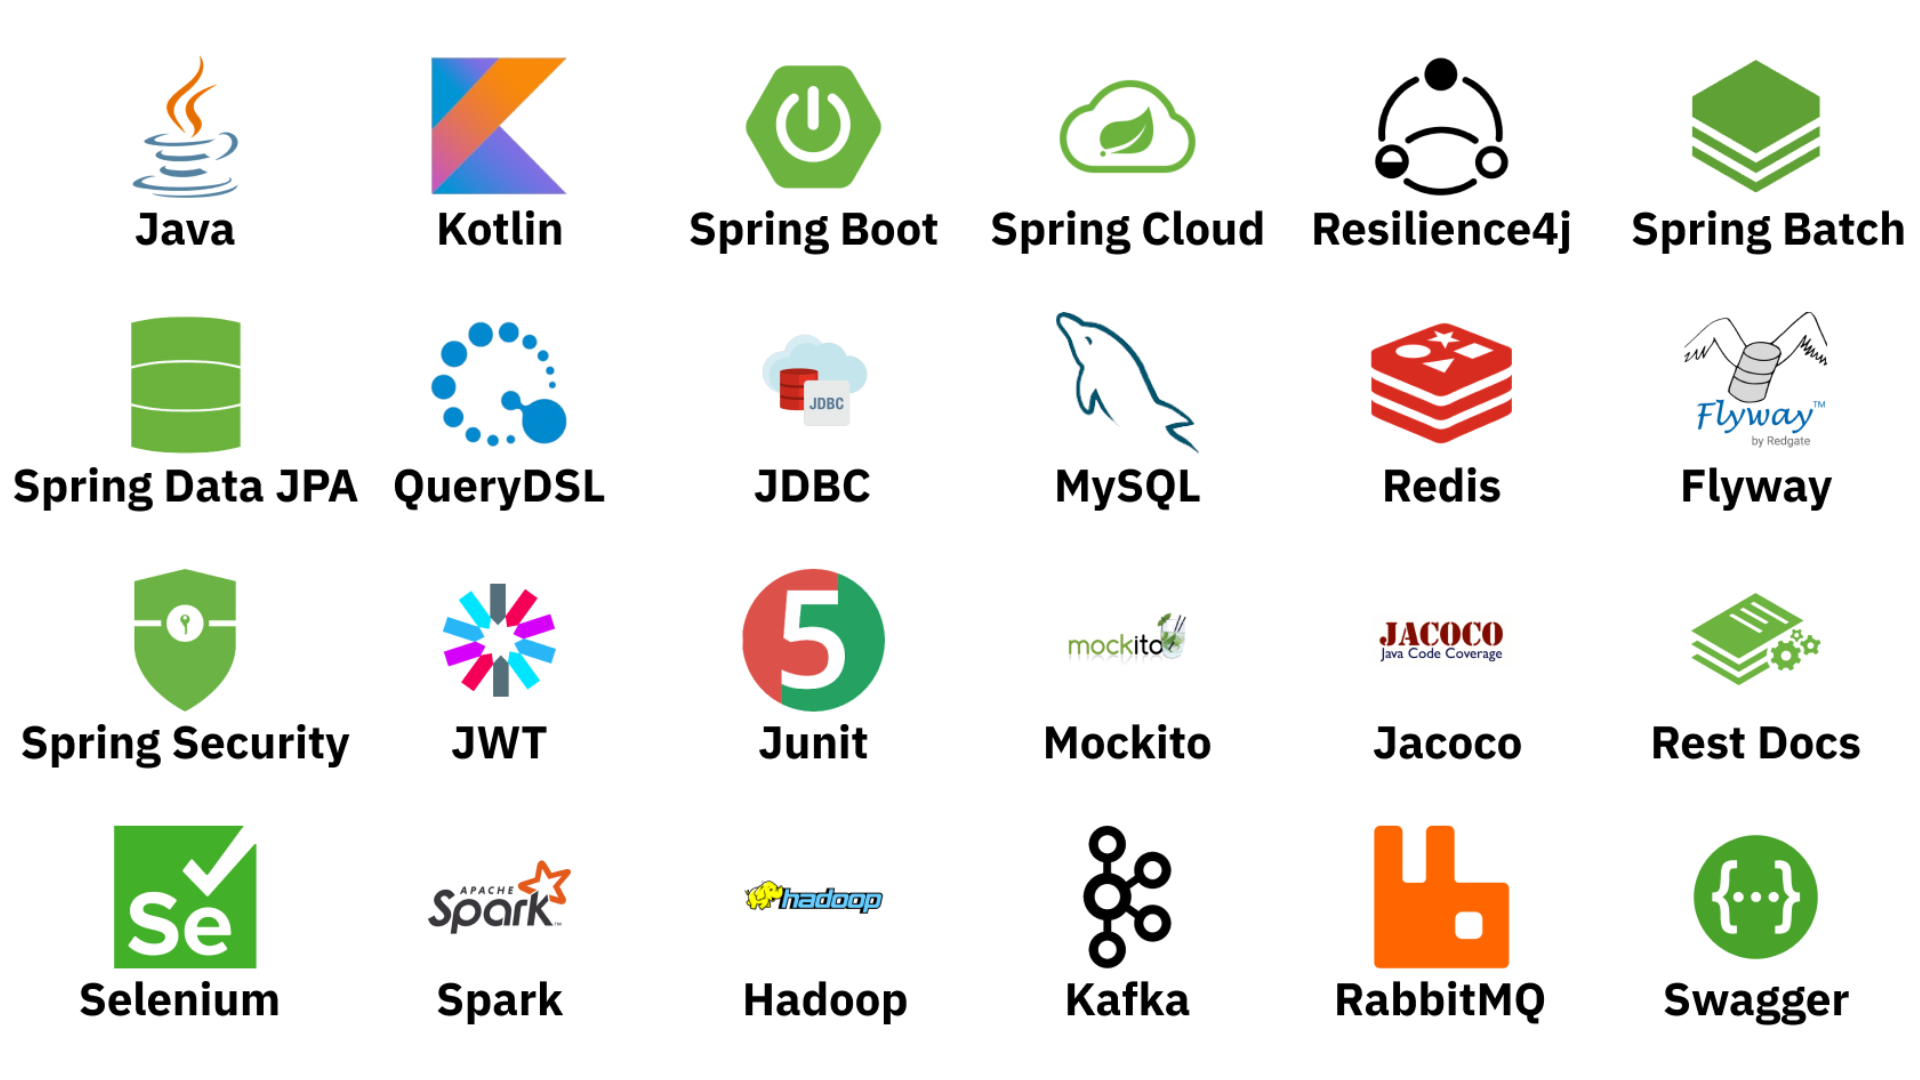 Java Kotlin Spring Boot Spring Cloud Resilience4j Spring Batch
JDBC
Flyway™
by Redgate
Spring Data JPA QueryDSL JDBC MySQL Redis Flyway
5
mockito
JACOCO
Java Code Coverage
Spring Security JWT Junit Mockito Jacoco Rest Docs
Se
APACHE
Spark™
hadoop
{...}
Selenium Spark Hadoop Kafka RabbitMQ Swagger